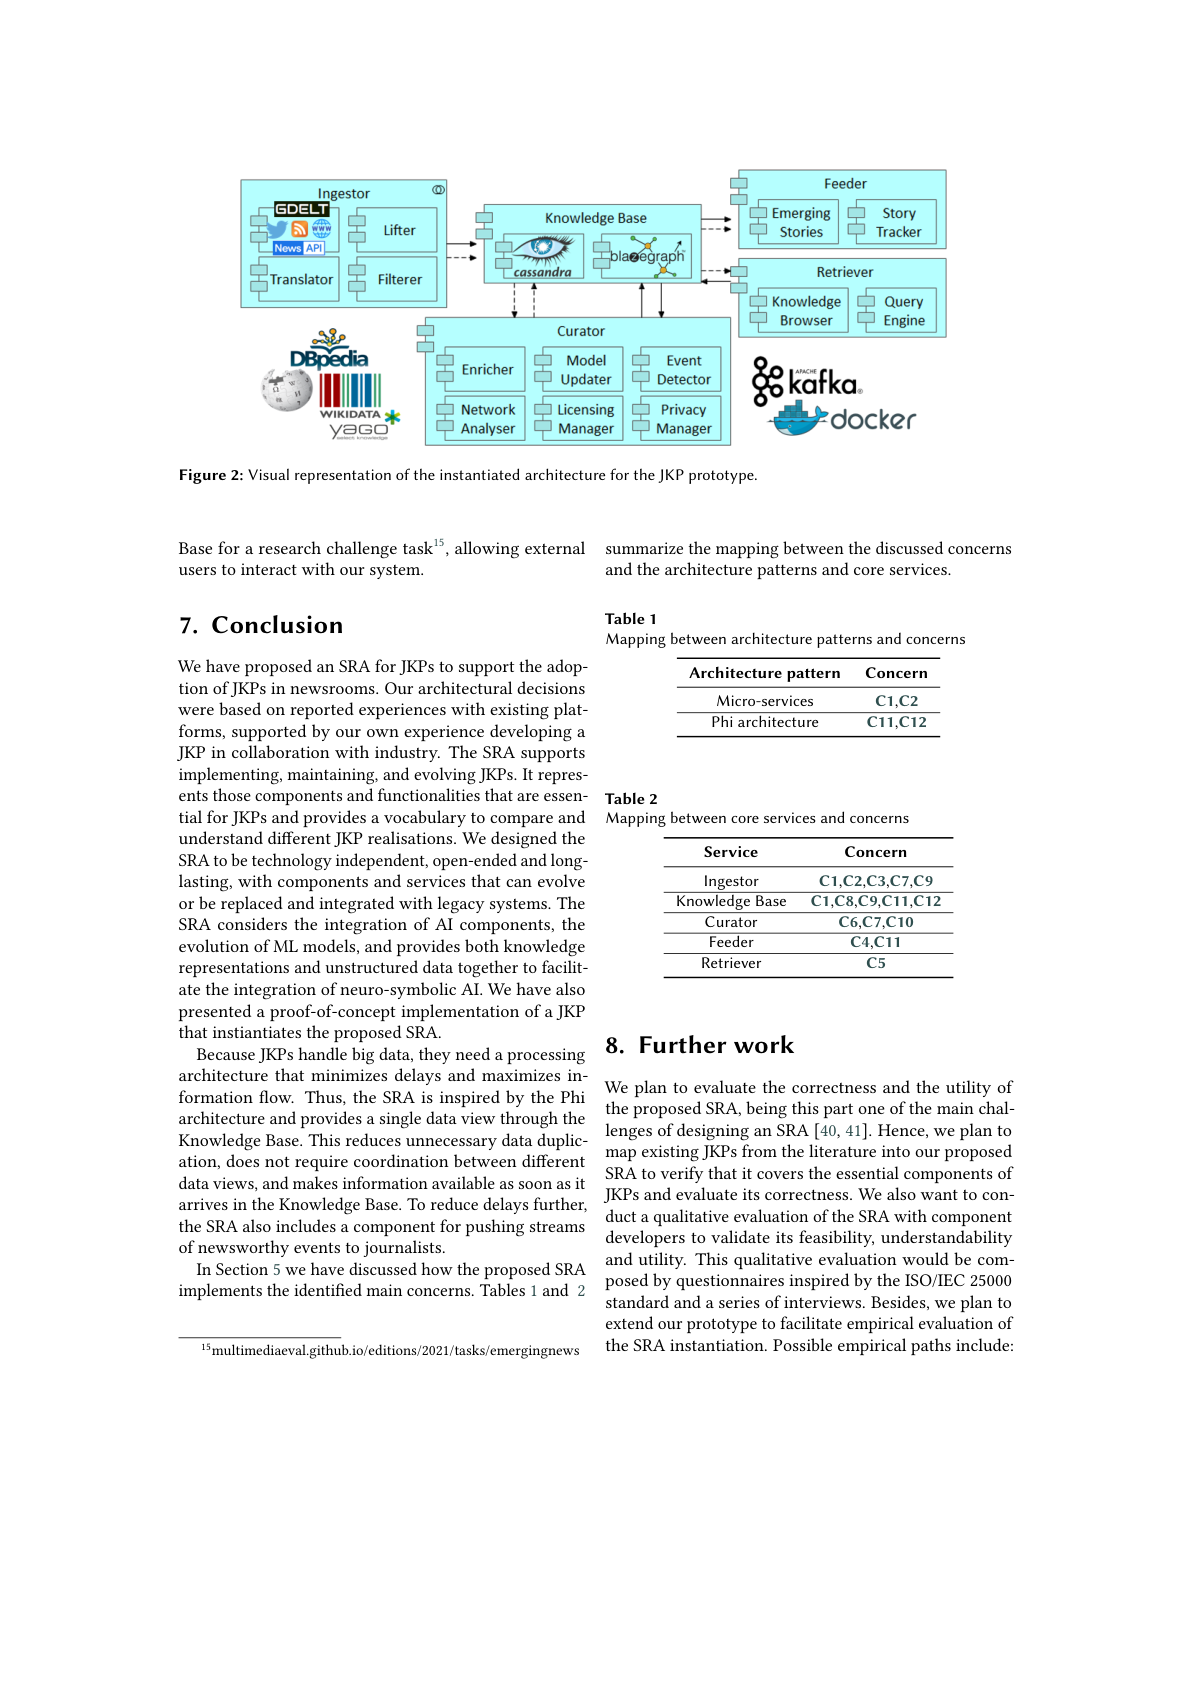 Ingestor
GDELT
www
News API
Lifter
Translator
Filterer
Knowledge Base
cassandra
blazegraph
Feeder
Emerging Stories
Story Tracker
Retriever
Knowledge Browser
Query Engine
Curator
Enricher
Model Updater
Event Detector
Network Analyser
Licensing Manager
Privacy Manager
DBpedia
WIKIDATA
yago
select knowledge
APACHE
kafka
docker
Figure 2: Visual representation of the instantiated architecture for the JKP prototype.
Base for a research challenge task15, allowing external
users to interact with our system.
7. Conclusion
We have proposed an SRA for JKPs to support the adop-
tion of JKPs in newsrooms. Our architectural decisions
were based on reported experiences with existing plat-
forms, supported by our own experience developing a
JKP in collaboration with industry. The SRA supports
implementing, maintaining, and evolving JKPs. It repres-
ents those components and functionalities that are essen-
tial for JKPs and provides a vocabulary to compare and
understand different JKP realisations. We designed the
SRA to be technology independent, open-ended and long-
lasting, with components and services that can evolve
or be replaced and integrated with legacy systems. The
SRA considers the integration of AI components, the
evolution of ML models, and provides both knowledge
representations and unstructured data together to facilit-
ate the integration of neuro-symbolic AI. We have also
presented a proof-of-concept implementation of a JKP
that instiantiates the proposed SRA.
Because JKPs handle big data, they need a processing
architecture that minimizes delays and maximizes in-
formation flow. Thus, the SRA is inspired by the Phi
architecture and provides a single data view through the
Knowledge Base. This reduces unnecessary data duplic-
ation, does not require coordination between different
data views, and makes information available as soon as it
arrives in the Knowledge Base. To reduce delays further,
the SRA also includes a component for pushing streams
of newsworthy events to journalists.
In Section 5 we have discussed how the proposed SRA
implements the identified main concerns. Tables 1 and 2
15multimediaeval.github.io/editions/2021/tasks/emergingnews
summarize the mapping between the discussed concerns
and the architecture patterns and core services.
Table 1
Mapping between architecture patterns and concerns
Architecture pattern Concern
Micro-services C1,C2
Phi architecture C11,C12
Table 2
Mapping between core services and concerns
Service Concern
Ingestor C1,C2,C3,C7,C9
Knowledge Base C1,C8,C9,C11,C12
Curator C6,C7,C10
Feeder C4,C11
Retriever C5
8. Further work
We plan to evaluate the correctness and the utility of
the proposed SRA, being this part one of the main chal-
lenges of designing an SRA [40, 41]. Hence, we plan to
map existing JKPs from the literature into our proposed
SRA to verify that it covers the essential components of
JKPs and evaluate its correctness. We also want to con-
duct a qualitative evaluation of the SRA with component
developers to validate its feasibility, understandability
and utility. This qualitative evaluation would be com-
posed by questionnaires inspired by the ISO/IEC 25000
standard and a series of interviews. Besides, we plan to
extend our prototype to facilitate empirical evaluation of
the SRA instantiation. Possible empirical paths include: